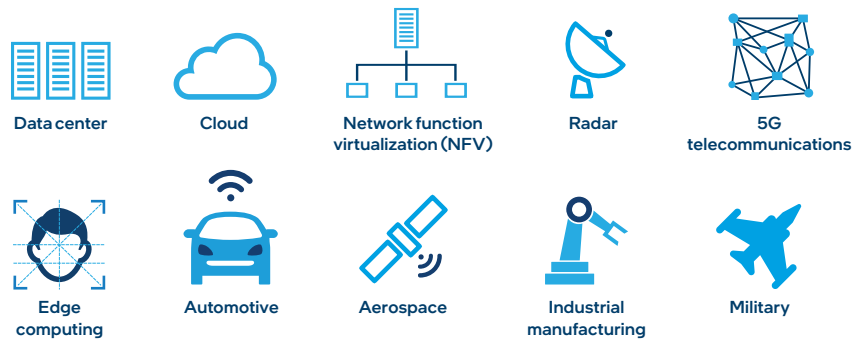 Data center
Cloud
Network function
virtualization (NFV)
Radar
5G
telecommunications
Edge
computing
Automotive
Aerospace
Industrial
manufacturing
Military